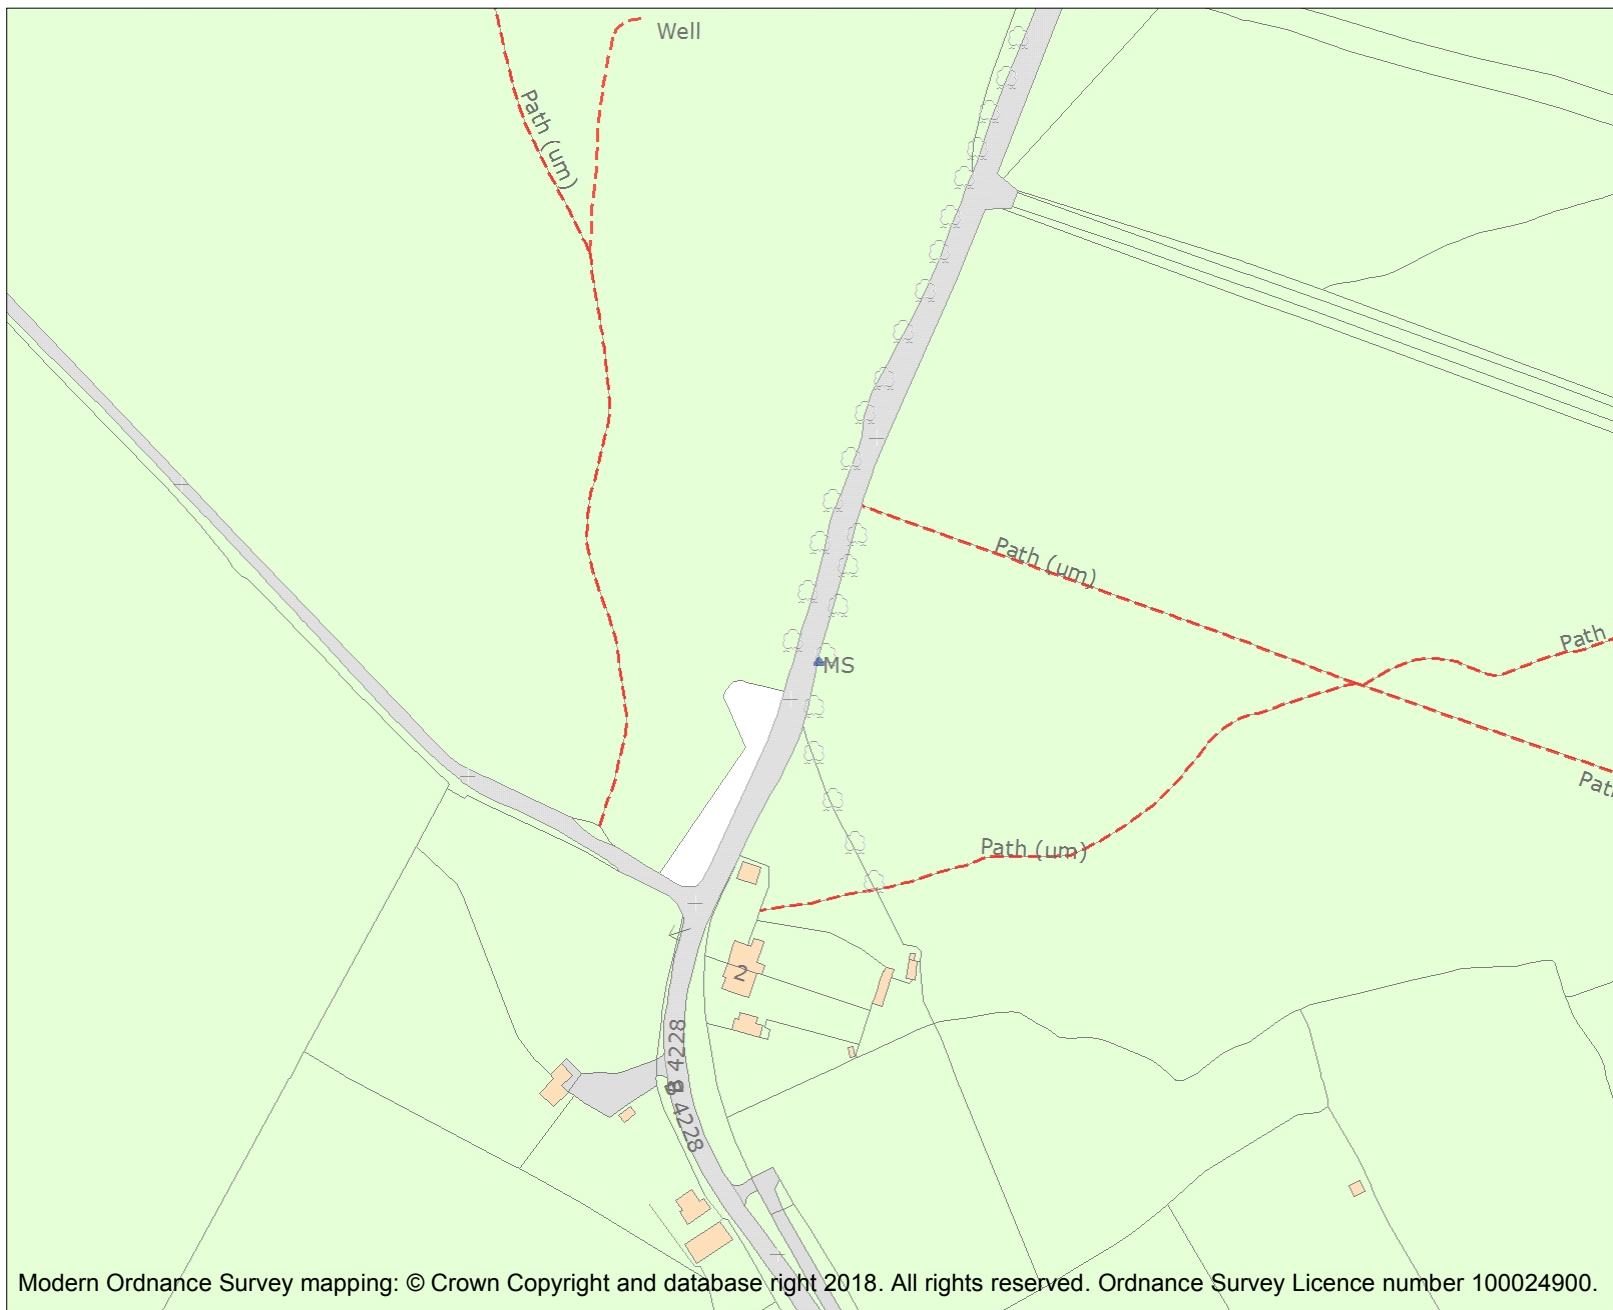 Well
Path (um)
Path (um)
Path
MS
Path
Path (um)
2
B 4228
B 4228
Modern Ordnance Survey mapping: © Crown Copyright and database right 2018. All rights reserved. Ordnance Survey Licence number 100024900.